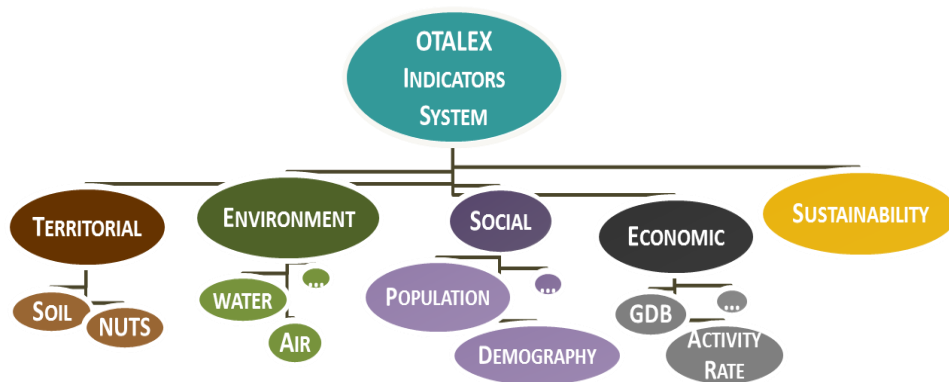 OTALEX
INDICATORS
SYSTEM
TERRITORIAL
ENVIRONMENT
SOCIAL
ECONOMIC
SUSTAINABILITY
SOIL
NUTS
WATER
...
AIR
POPULATION
...
DEMOGRAPHY
GDB
...
ACTIVITY
RATE